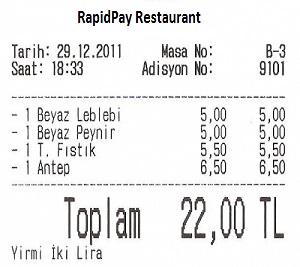 RapidPay Restaurant
Tarih: 29.12.2011 Masa No: B-3
Saat: 18:33 Adisyon No: 9101
- 1 Beyaz Leblebi 5,00 5,00
- 1 Beyaz Peynir 5,00 5,00
- 1 T. Fıstık 5,50 5,50
- 1 Antep 6,50 6,50
Toplam 22,00 TL
Yirmi İki Lira